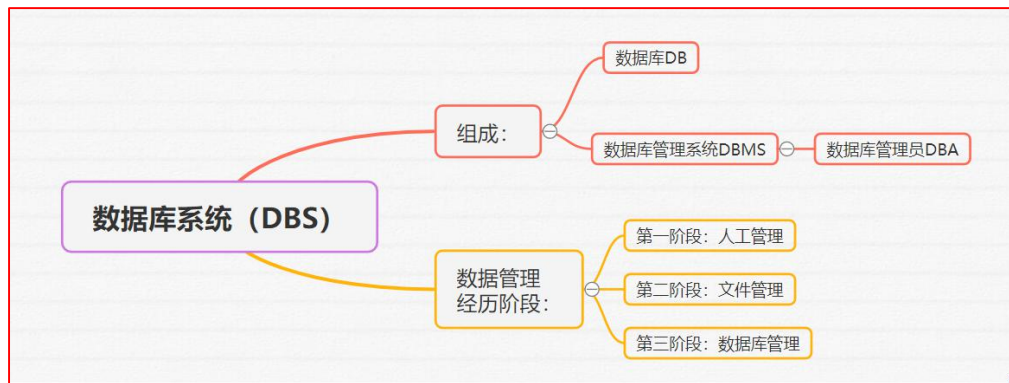 数据库系统（DBS）
组成：
数据库DB
数据库管理系统DBMS
数据库管理员DBA
数据管理
经历阶段：
第一阶段：人工管理
第二阶段：文件管理
第三阶段：数据库管理